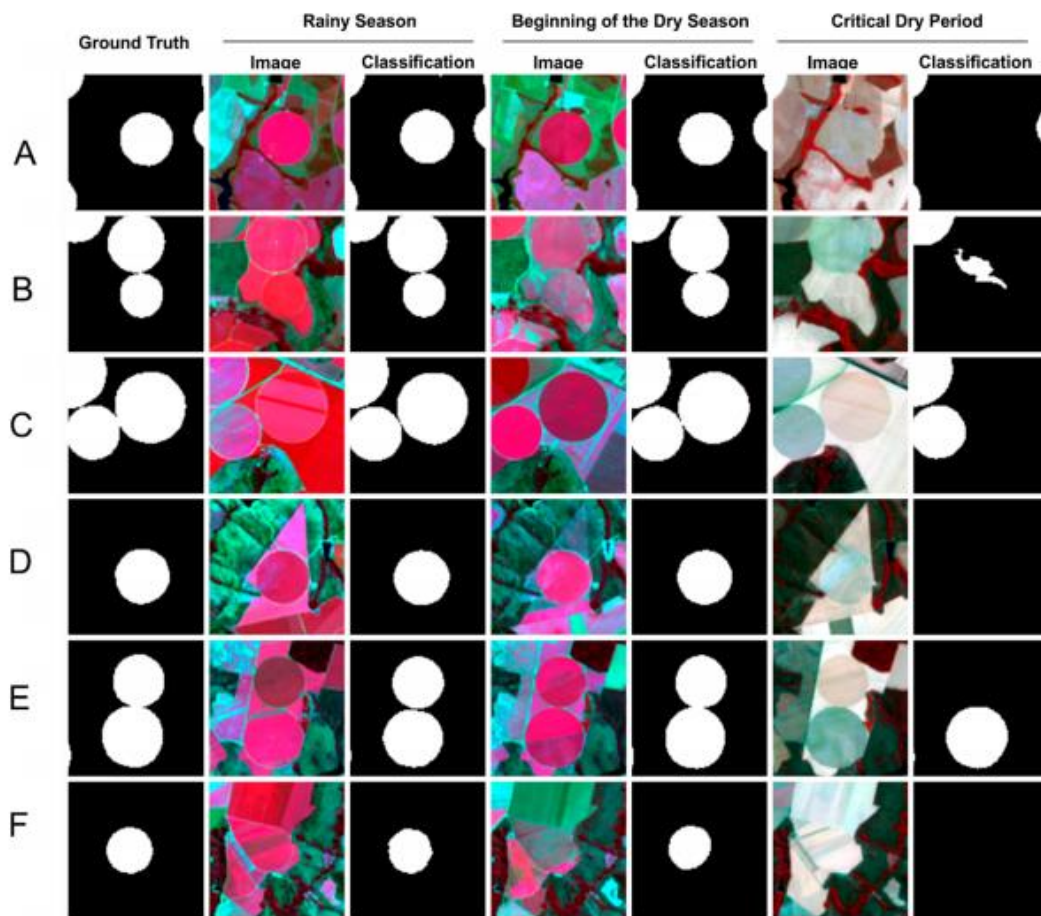 Ground Truth
Rainy Season
Beginning of the Dry Season
Critical Dry Period
Image
Classification
Image
Classification
Image
Classification
A
B
C
D
E
F